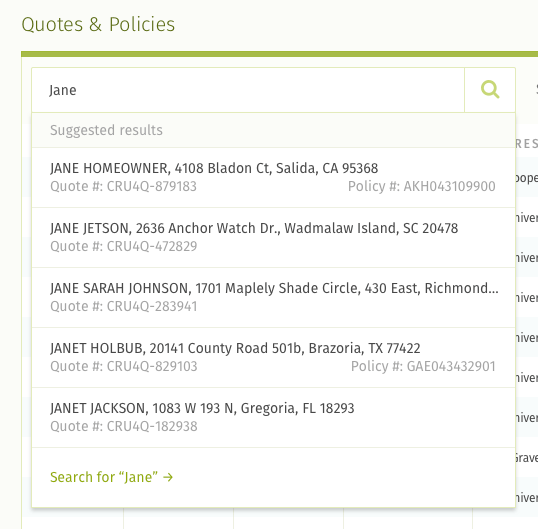 Quotes & Policies
Jane
Suggested results
JANE HOMEOWNER, 4108 Bladon Ct, Salida, CA 95368
Quote #: CRU4Q-879183 Policy #: AKH043109900
JANE JETSON, 2636 Anchor Watch Dr., Wadmalaw Island, SC 20478
Quote #: CRU4Q-472829
JANE SARAH JOHNSON, 1701 Maplely Shade Circle, 430 East, Richmond...
Quote #: CRU4Q-283941
JANET HOLBUB, 20141 County Road 501b, Brazoria, TX 77422
Quote #: CRU4Q-829103 Policy #: GAE043432901
JANET JACKSON, 1083 W 193 N, Gregoria, FL 18293
Quote #: CRU4Q-182938
Search for “Jane” →